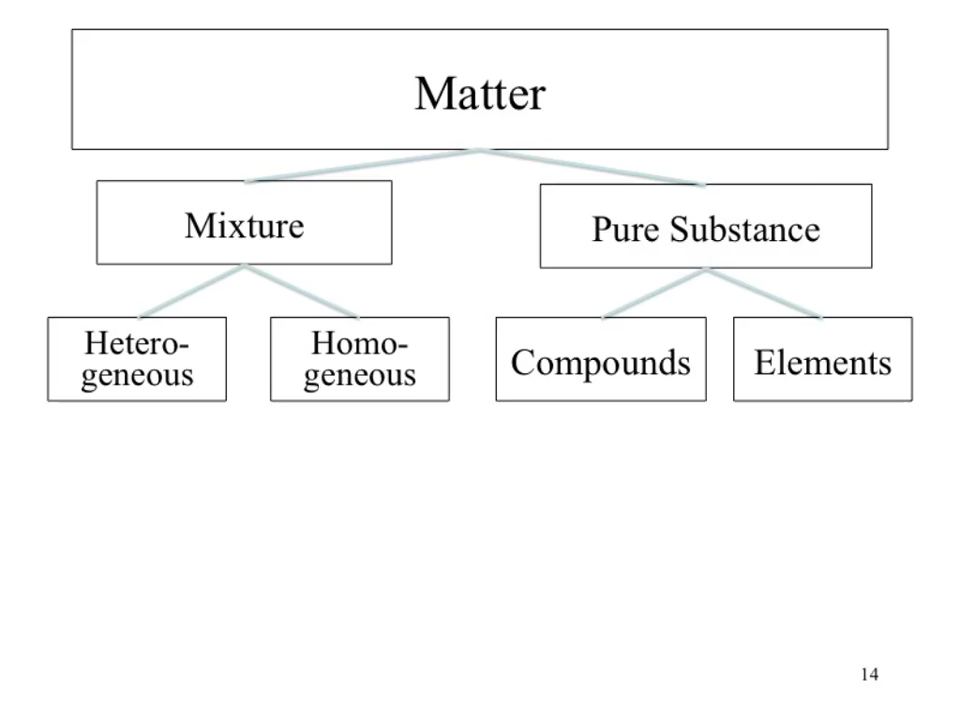 Matter
Mixture
Pure Substance
Hetero-
geneous
Homo-
geneous
Compounds
Elements
14